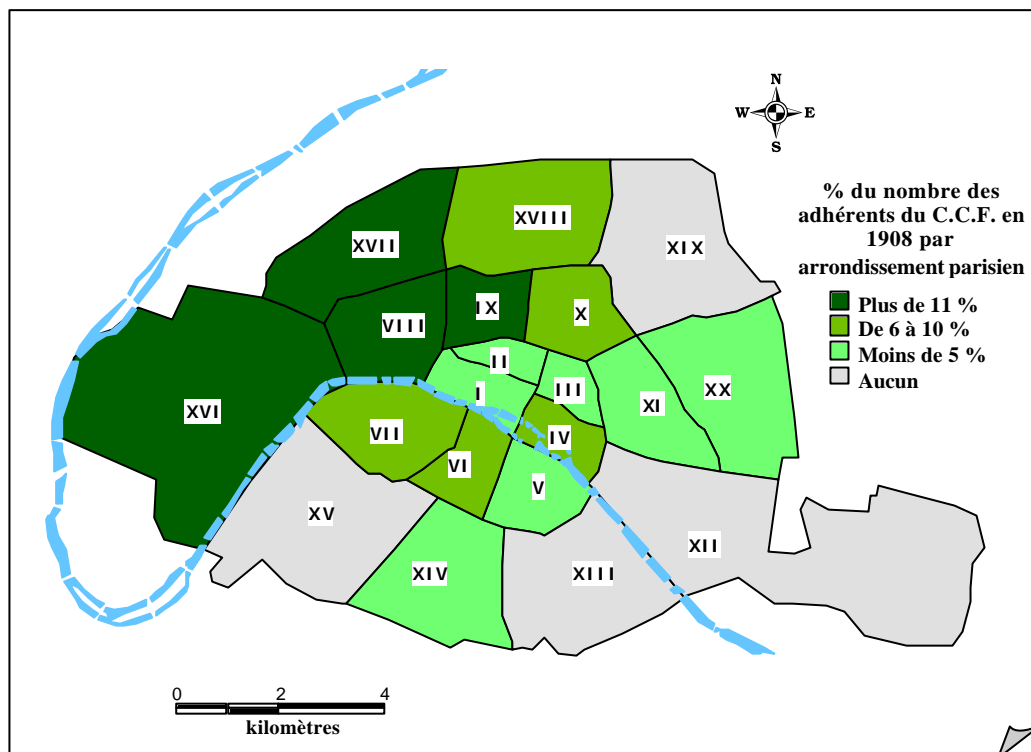 N
W E
S
% du nombre des
adhérents du C.C.F. en
1908 par
arrondissement parisien
Plus de 11 %
De 6 à 10 %
Moins de 5 %
Aucun
XVIII
XVII
XIX
IX
X
VIII
II
III
XX
I
XI
XVI
VII
IV
VI
V
XV
XII
XIV
XIII
0 2 4
kilomètres